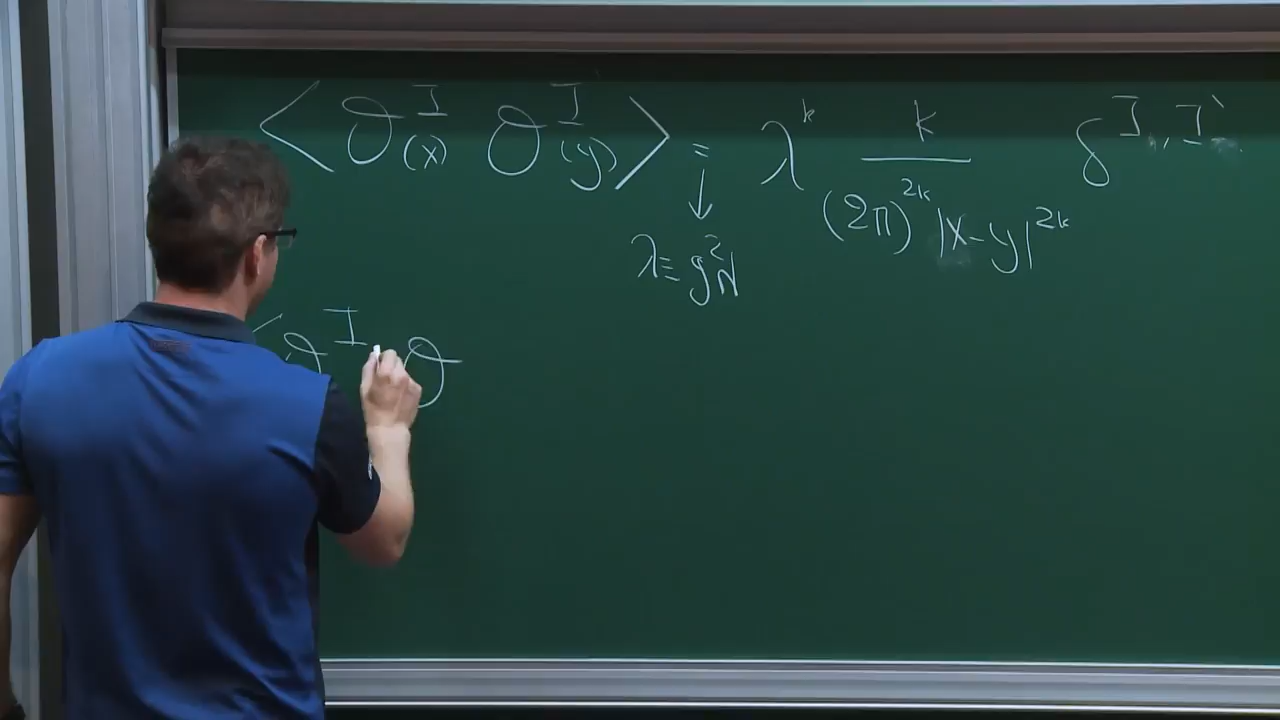 ⟨O^I(x) O^J(y)⟩ = λ^k k / ((2π)^{2k} |x-y|^{2k}) δ^{I, J}
↓
λ ≡ g²N
⟨O^I O